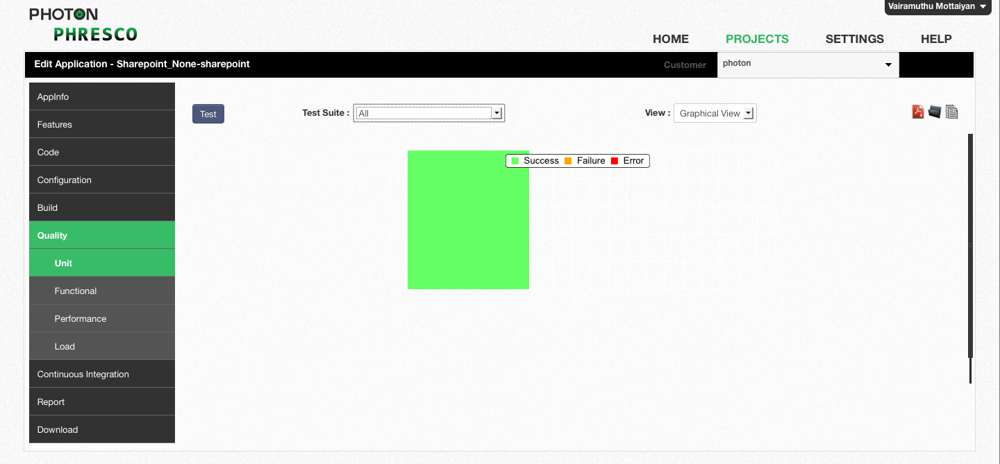 PHOTON
PHRESCO
Vairamuthu Mottaiyan
HOME PROJECTS SETTINGS HELP
Edit Application - Sharepoint_None-sharepoint
Customer photon
AppInfo
Features
Code
Configuration
Build
Quality
Unit
Functional
Performance
Load
Continuous Integration
Report
Download
Test Test Suite : All View : Graphical View
Success Failure Error